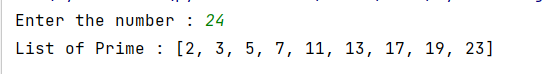 Enter the number : 24
List of Prime : [2, 3, 5, 7, 11, 13, 17, 19, 23]